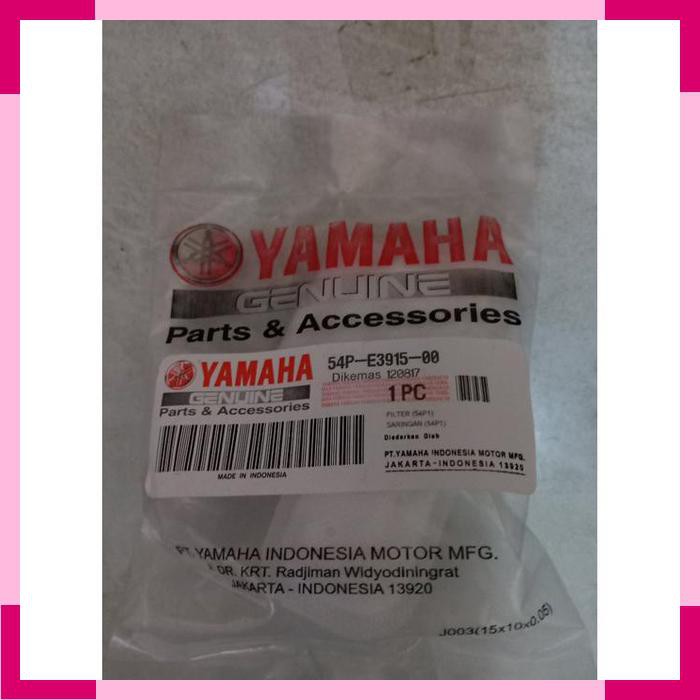 YAMAHA
GENUINE
Parts & Accessories
YAMAHA
GENUINE
Parts & Accessories
54P-E3915-00
Dikemas 120817
1 PC
FILTER (54P1)
SARINGAN (54P1)
Diedarkan Oleh
PT.YAMAHA INDONESIA MOTOR MFG.
JAKARTA-INDONESIA 13920
MADE IN INDONESIA
PT. YAMAHA INDONESIA MOTOR MFG.
DR. KRT. Radjiman Widyodiningrat
JAKARTA - INDONESIA 13920
J003(15x10x0,05)